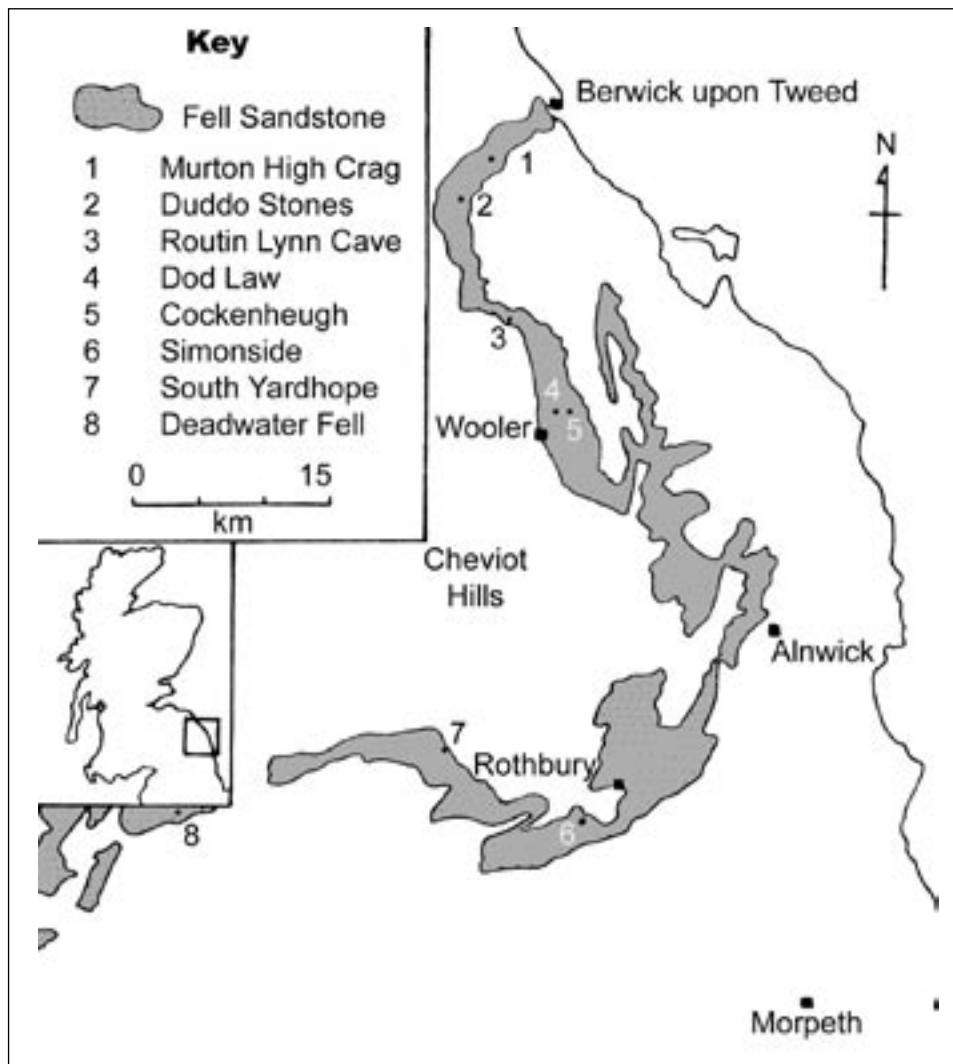 Key
Fell Sandstone
1 Murton High Crag
2 Duddo Stones
3 Routin Lynn Cave
4 Dod Law
5 Cockenheugh
6 Simonside
7 South Yardhope
8 Deadwater Fell
0 15
km
Berwick upon Tweed
N
1
2
3
4
5
Wooler
Cheviot
Hills
Alnwick
7
Rothbury
6
8
Morpeth